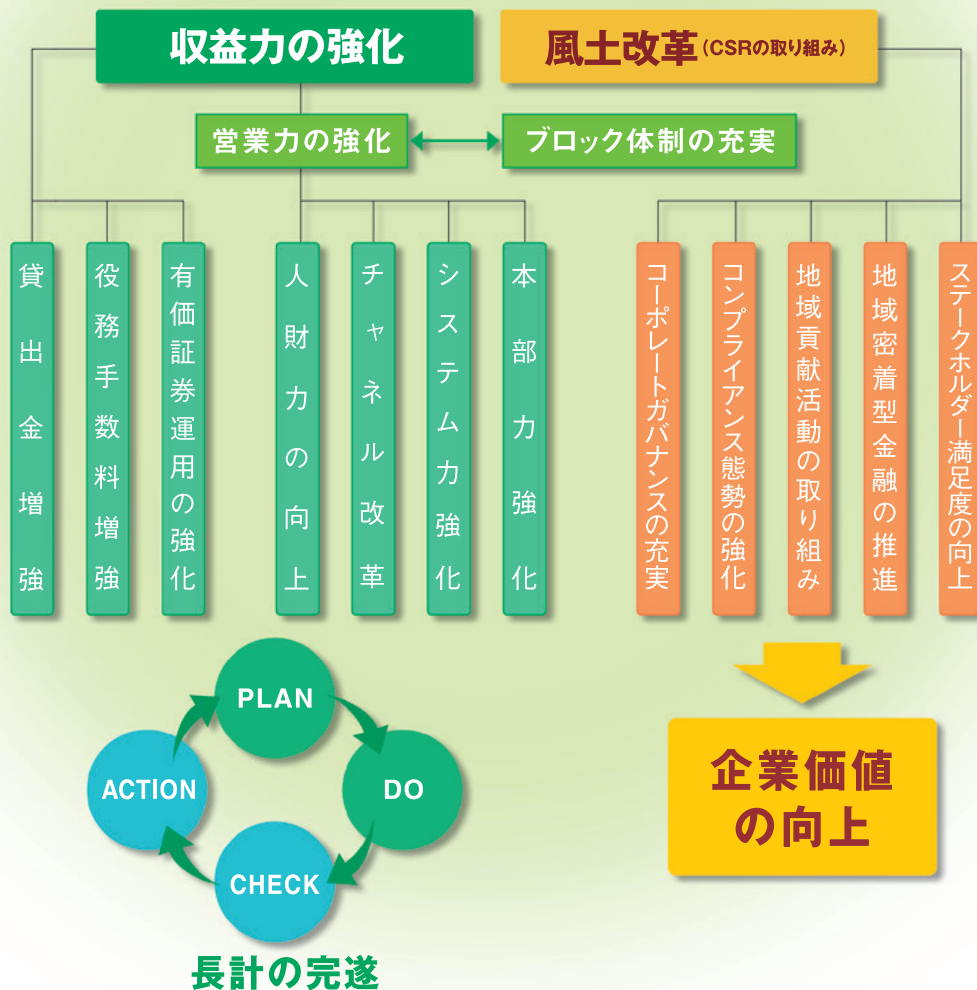 収益力の強化
風土改革(CSRの取り組み)
営業力の強化
ブロック体制の充実
貸出金増強
役務手数料増強
有価証券運用の強化
人財力の向上
チャネル改革
システム力強化
本部力強化
コーポレートガバナンスの充実
コンプライアンス態勢の強化
地域貢献活動の取り組み
地域密着型金融の推進
ステークホルダー満足度の向上
PLAN
DO
CHECK
ACTION
長計の完遂
企業価値
の向上